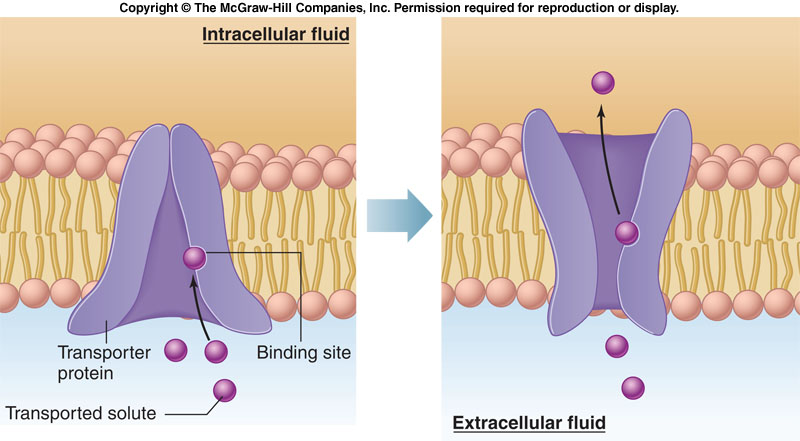 Copyright © The McGraw-Hill Companies, Inc. Permission required for reproduction or display.
Intracellular fluid
Transporter
protein
Binding site
Transported solute
Extracellular fluid